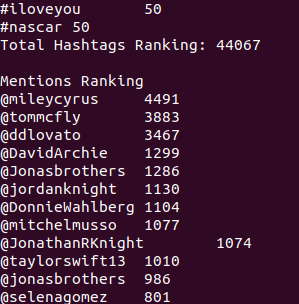 #iloveyou 50
#nascar 50
Total Hashtags Ranking: 44067

Mentions Ranking
@mileycyrus 4491
@tommcfly 3883
@ddlovato 3467
@DavidArchie 1299
@Jonasbrothers 1286
@jordanknight 1130
@DonnieWahlberg 1104
@mitchelmusso 1077
@JonathanRKnight 1074
@taylorswift13 1010
@jonasbrothers 986
@selenagomez 801